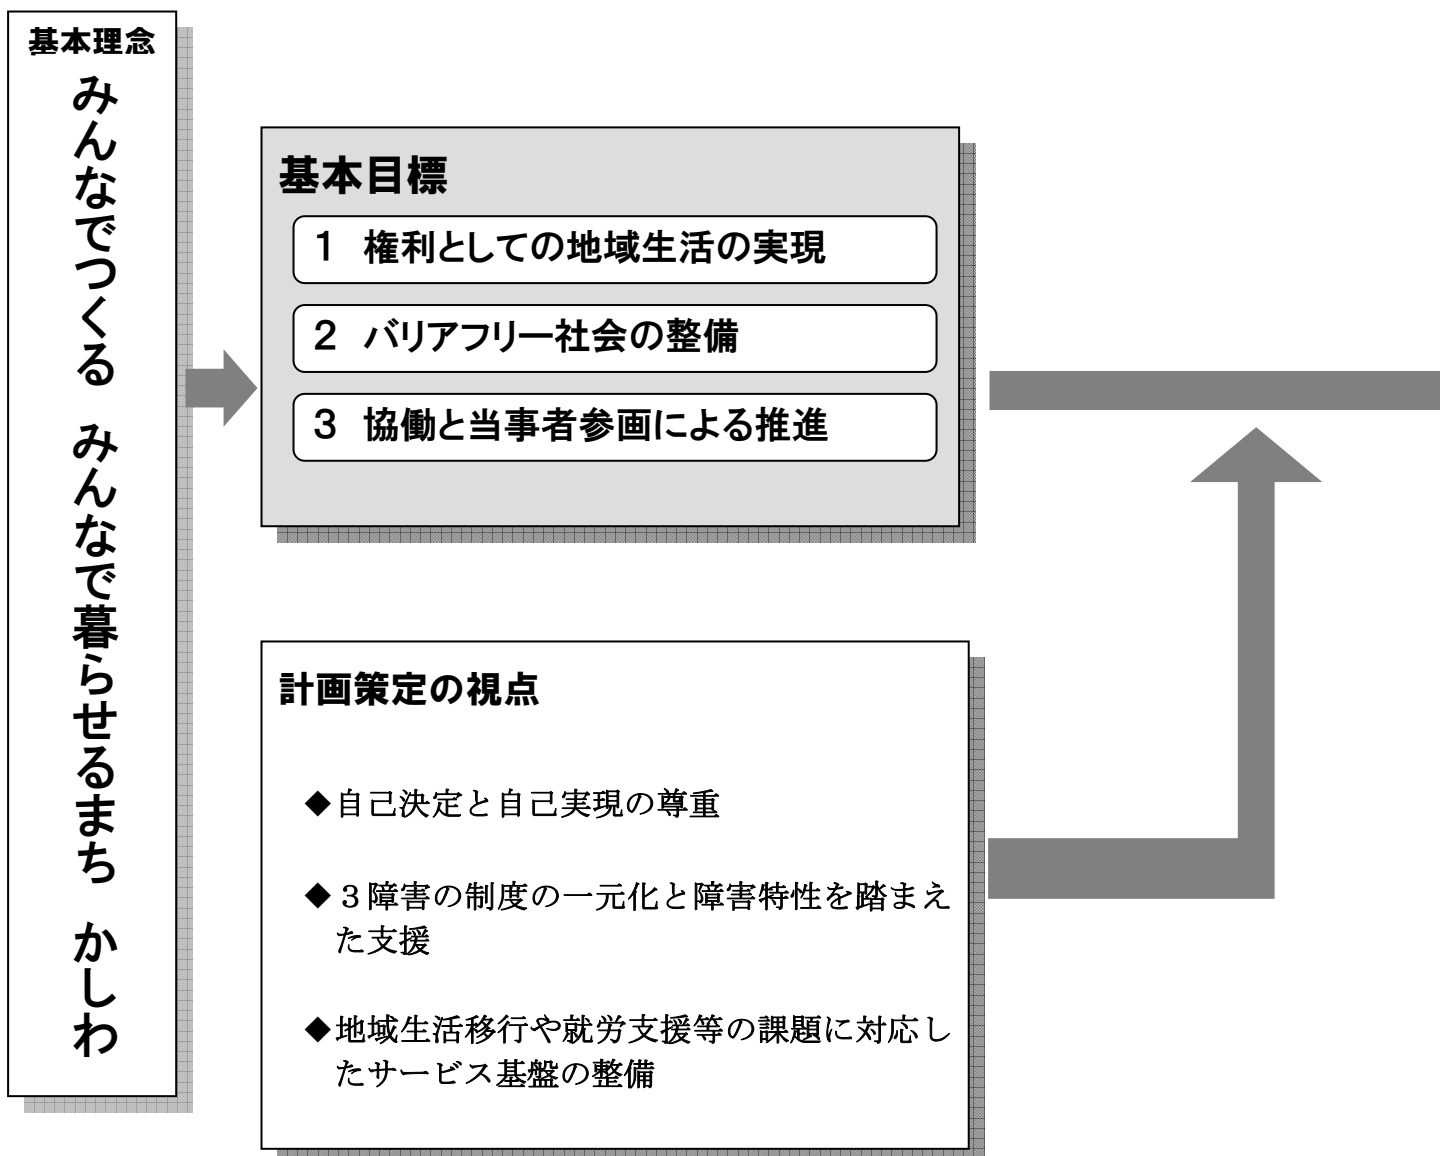 基本理念
みんなでつくる みんなで暮らせるまち かしわ
基本目標
1 権利としての地域生活の実現
2 バリアフリー社会の整備
3 協働と当事者参画による推進
計画策定の視点
◆自己決定と自己実現の尊重
◆３障害の制度の一元化と障害特性を踏まえ
た支援
◆地域生活移行や就労支援等の課題に対応し
たサービス基盤の整備